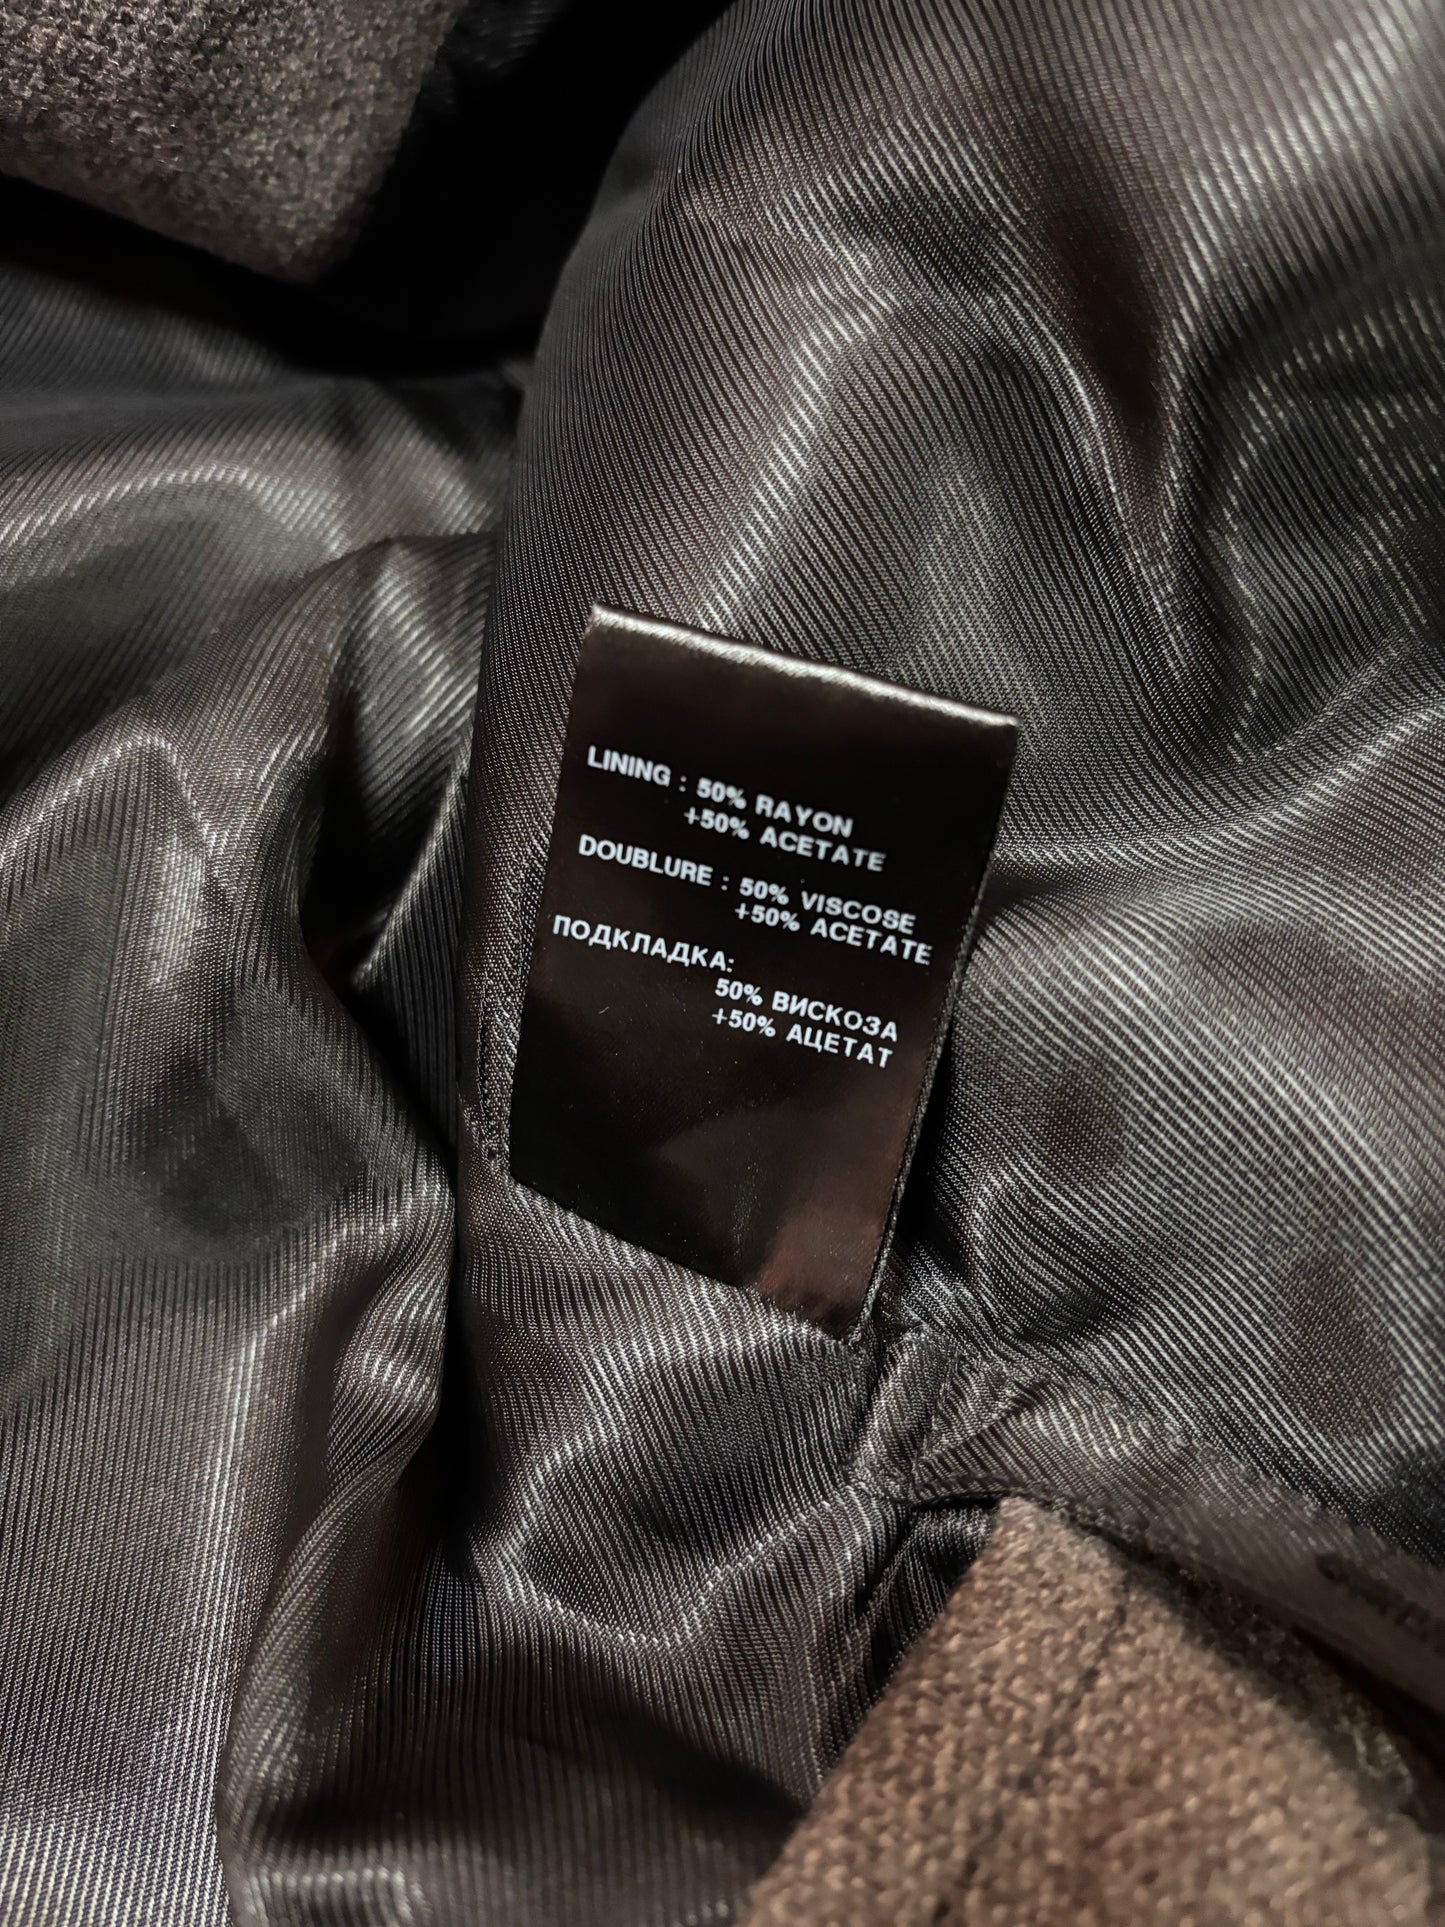 LINING : 50% RAYON
+50% ACETATE
DOUBLURE : 50% VISCOSE
+50% ACETATE
ПОДКЛАДКА:
50% ВИСКОЗА
+50% АЦЕТАТ